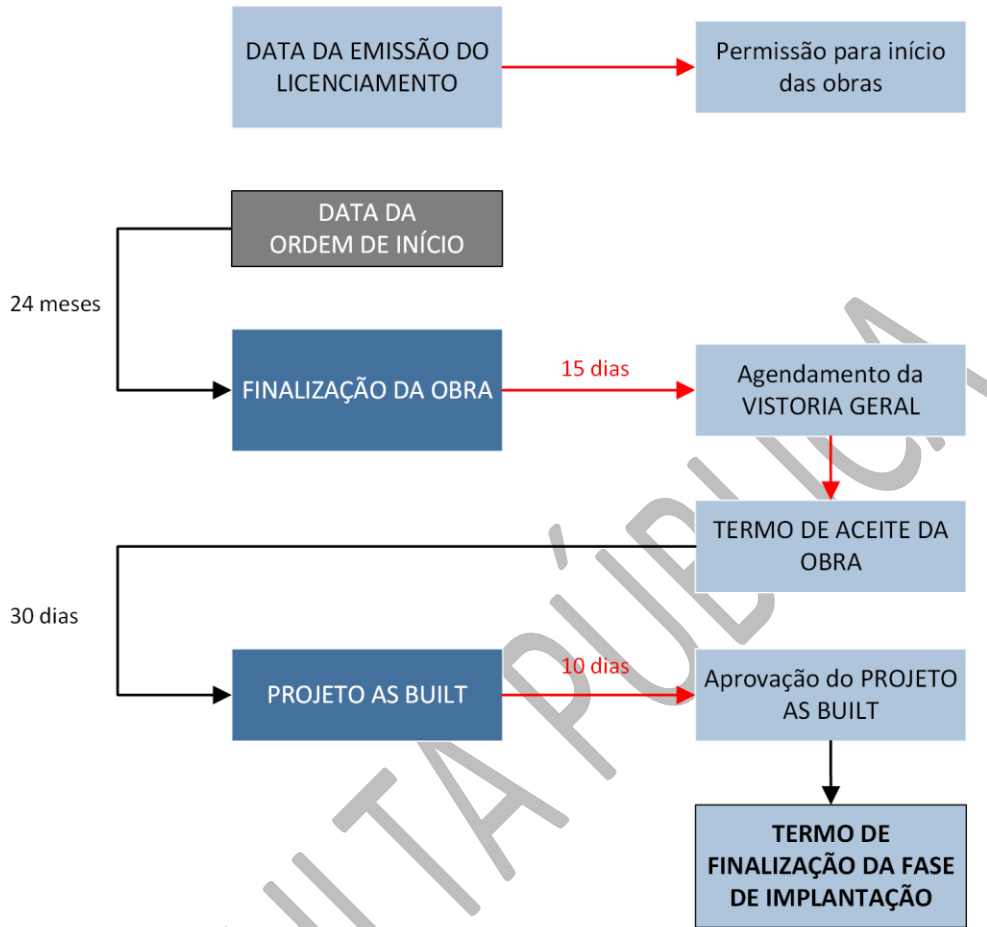 DATA DA EMISSÃO DO
LICENCIAMENTO
Permissão para início
das obras
DATA DA
ORDEM DE INÍCIO
24 meses
FINALIZAÇÃO DA OBRA
15 dias
Agendamento da
VISTORIA GERAL
TERMO DE ACEITE DA
OBRA
30 dias
PROJETO AS BUILT
10 dias
Aprovação do PROJETO
AS BUILT
TERMO DE
FINALIZAÇÃO DA FASE
DE IMPLANTAÇÃO
PÚBLICA